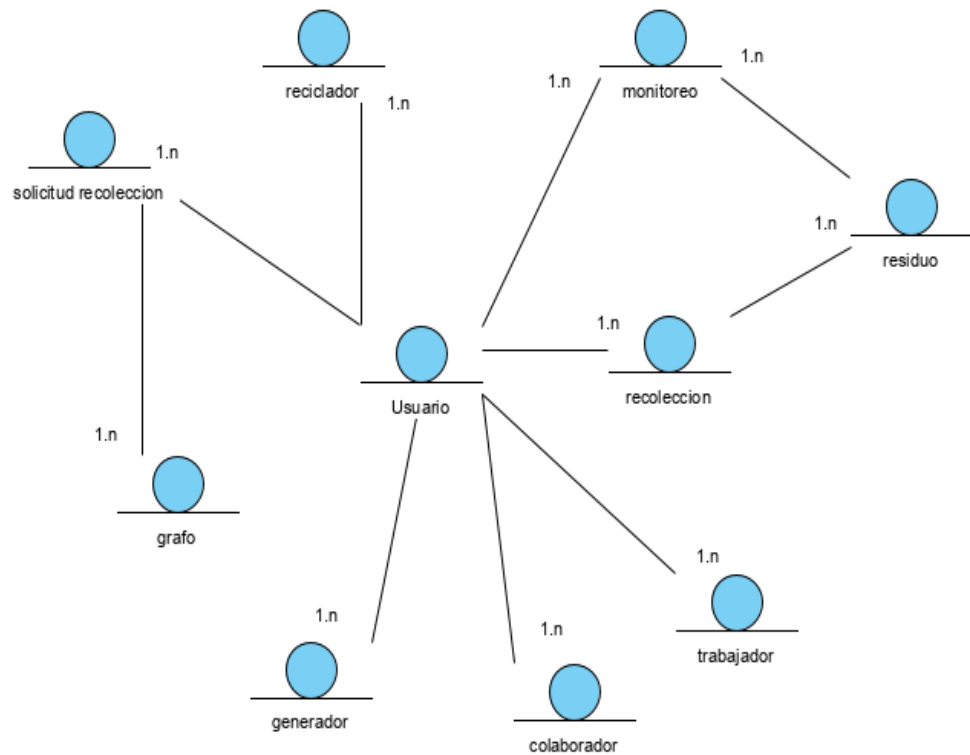 reciclador
1.n
monitoreo
1.n
1.n
solicitud recoleccion
1.n
residuo
1.n
Usuario
recoleccion
1.n
grafo
1.n
generador
1.n
colaborador
1.n
trabajador
1.n